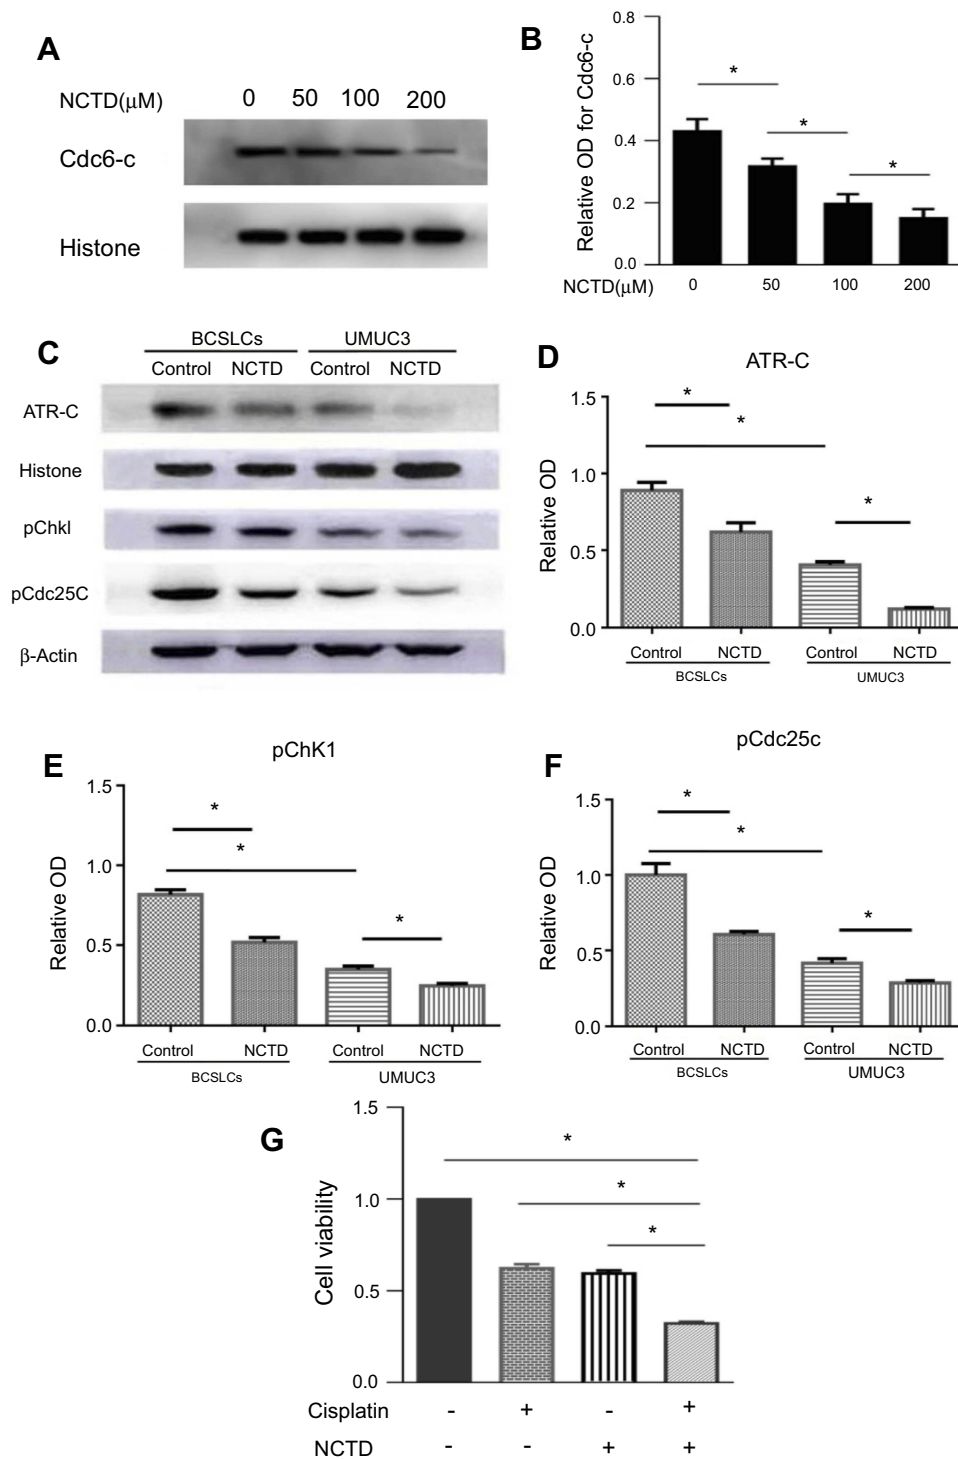 A
NCTD(μM) 0 50 100 200
Cdc6-c
Histone
B
Relative OD for Cdc6-c
0.8
0.6
0.4
0.2
0.0
* * *
NCTD(μM) 0 50 100 200
C
BCSLCs UMUC3
Control NCTD Control NCTD
ATR-C
Histone
pChkI
pCdc25C
β-Actin
D
ATR-C
Relative OD
1.5
1.0
0.5
0.0
* * *
Control NCTD Control NCTD
BCSLCs UMUC3
E
pChK1
Relative OD
1.5
1.0
0.5
0.0
* * *
Control NCTD Control NCTD
BCSLCs UMUC3
F
pCdc25c
Relative OD
1.5
1.0
0.5
0.0
* * *
Control NCTD Control NCTD
BCSLCs UMUC3
G
Cell viability
1.5
1.0
0.5
0.0
* * *
Cisplatin - + - +
NCTD - - + +